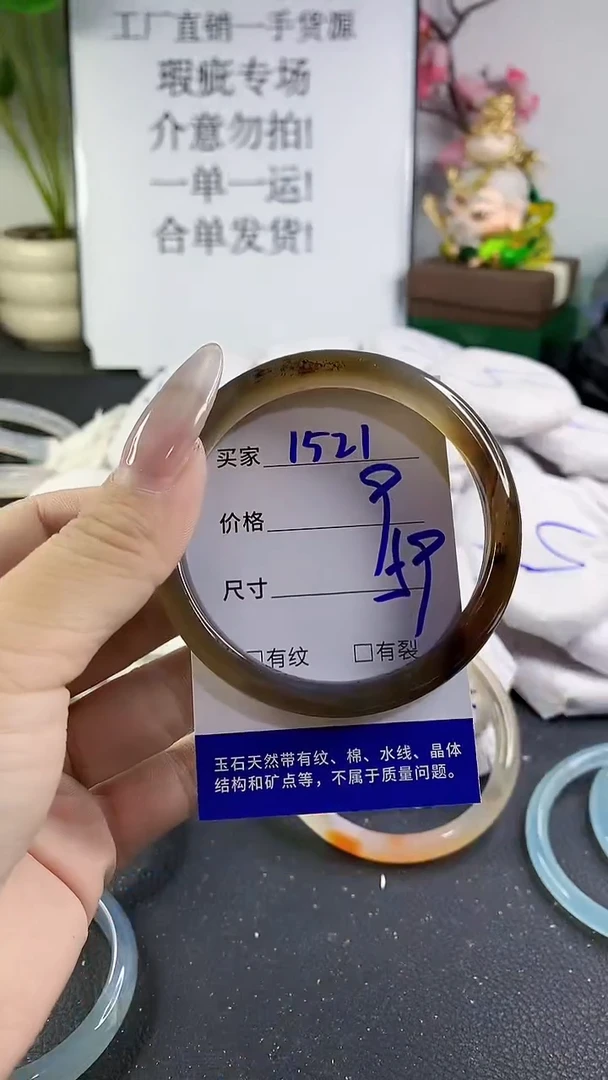 工厂直销一手货源
瑕疵专场
介意勿拍!
一单一运!
合单发货!
买家 1521
价格 9
尺寸 59
□有纹 □有裂
玉石天然带有纹、棉、水线、晶体
结构和矿点等，不属于质量问题。